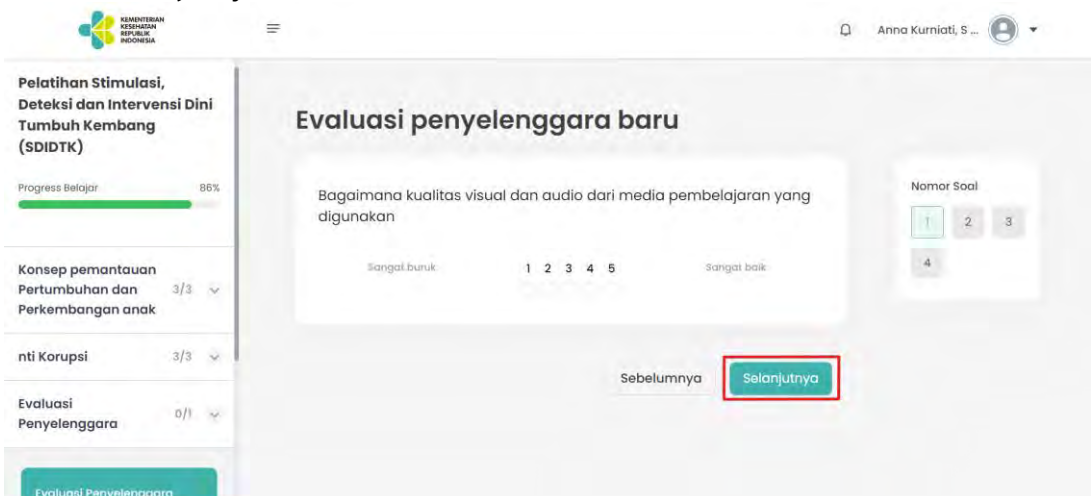 KEMENTERIAN
KESEHATAN
REPUBLIK
INDONESIA
Anna Kurniati, S ...
Pelatihan Stimulasi,
Deteksi dan Intervensi Dini
Tumbuh Kembang
(SDIDTK)
Progress Belajar 86%
Konsep pemantauan
Pertumbuhan dan 3/3
Perkembangan anak
nti Korupsi 3/3
Evaluasi
Penyelenggara 0/1
Evaluasi Penyelenggara
Evaluasi penyelenggara baru
Bagaimana kualitas visual dan audio dari media pembelajaran yang
digunakan
Sangat buruk 1 2 3 4 5 Sangat baik
Sebelumnya Selanjutnya
Nomor Soal
1 2 3
4